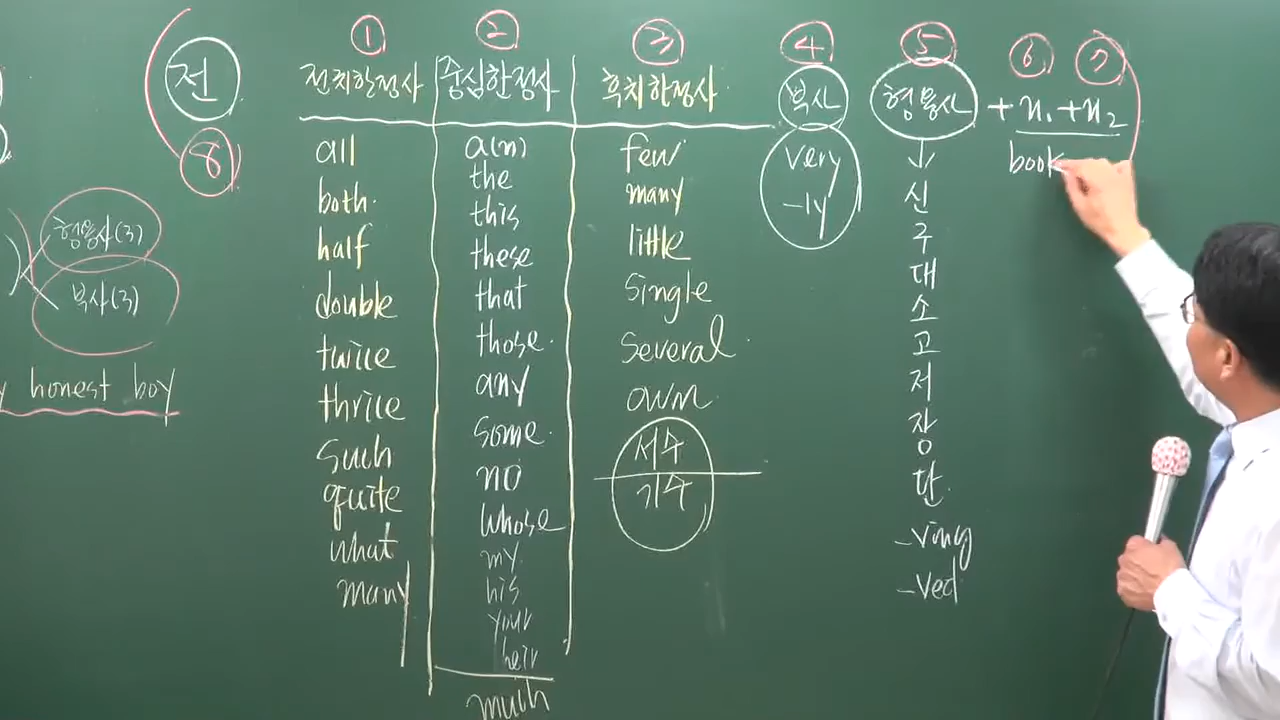 전
⑧
형용사(3)
부사(3)
y honest boy
① ② ③ ④ ⑤ ⑥ ⑦
전치한정사 중심한정사 후치한정사 부사 형용사 + n₁ + n₂
all
both.
half
double
twice
thrice
such
quite
what
many
a(n)
the
this
these
that
those.
any
some.
no
whose
my
his
your
heir
much
few
many
little
single
several.
own.
서수
기수
very
-ly
↓
신
구
대
소
고
저
장
단.
-Ving
-Ved
book